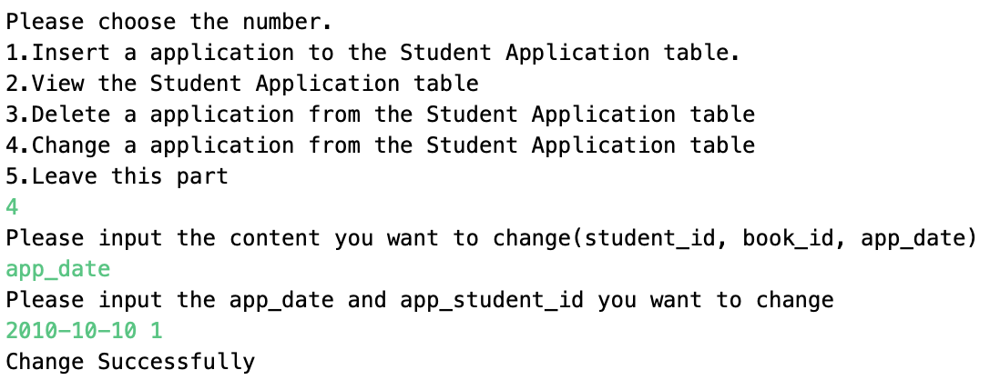 Please choose the number.
1.Insert a application to the Student Application table.
2.View the Student Application table
3.Delete a application from the Student Application table
4.Change a application from the Student Application table
5.Leave this part
4
Please input the content you want to change(student_id, book_id, app_date)
app_date
Please input the app_date and app_student_id you want to change
2010-10-10 1
Change Successfully